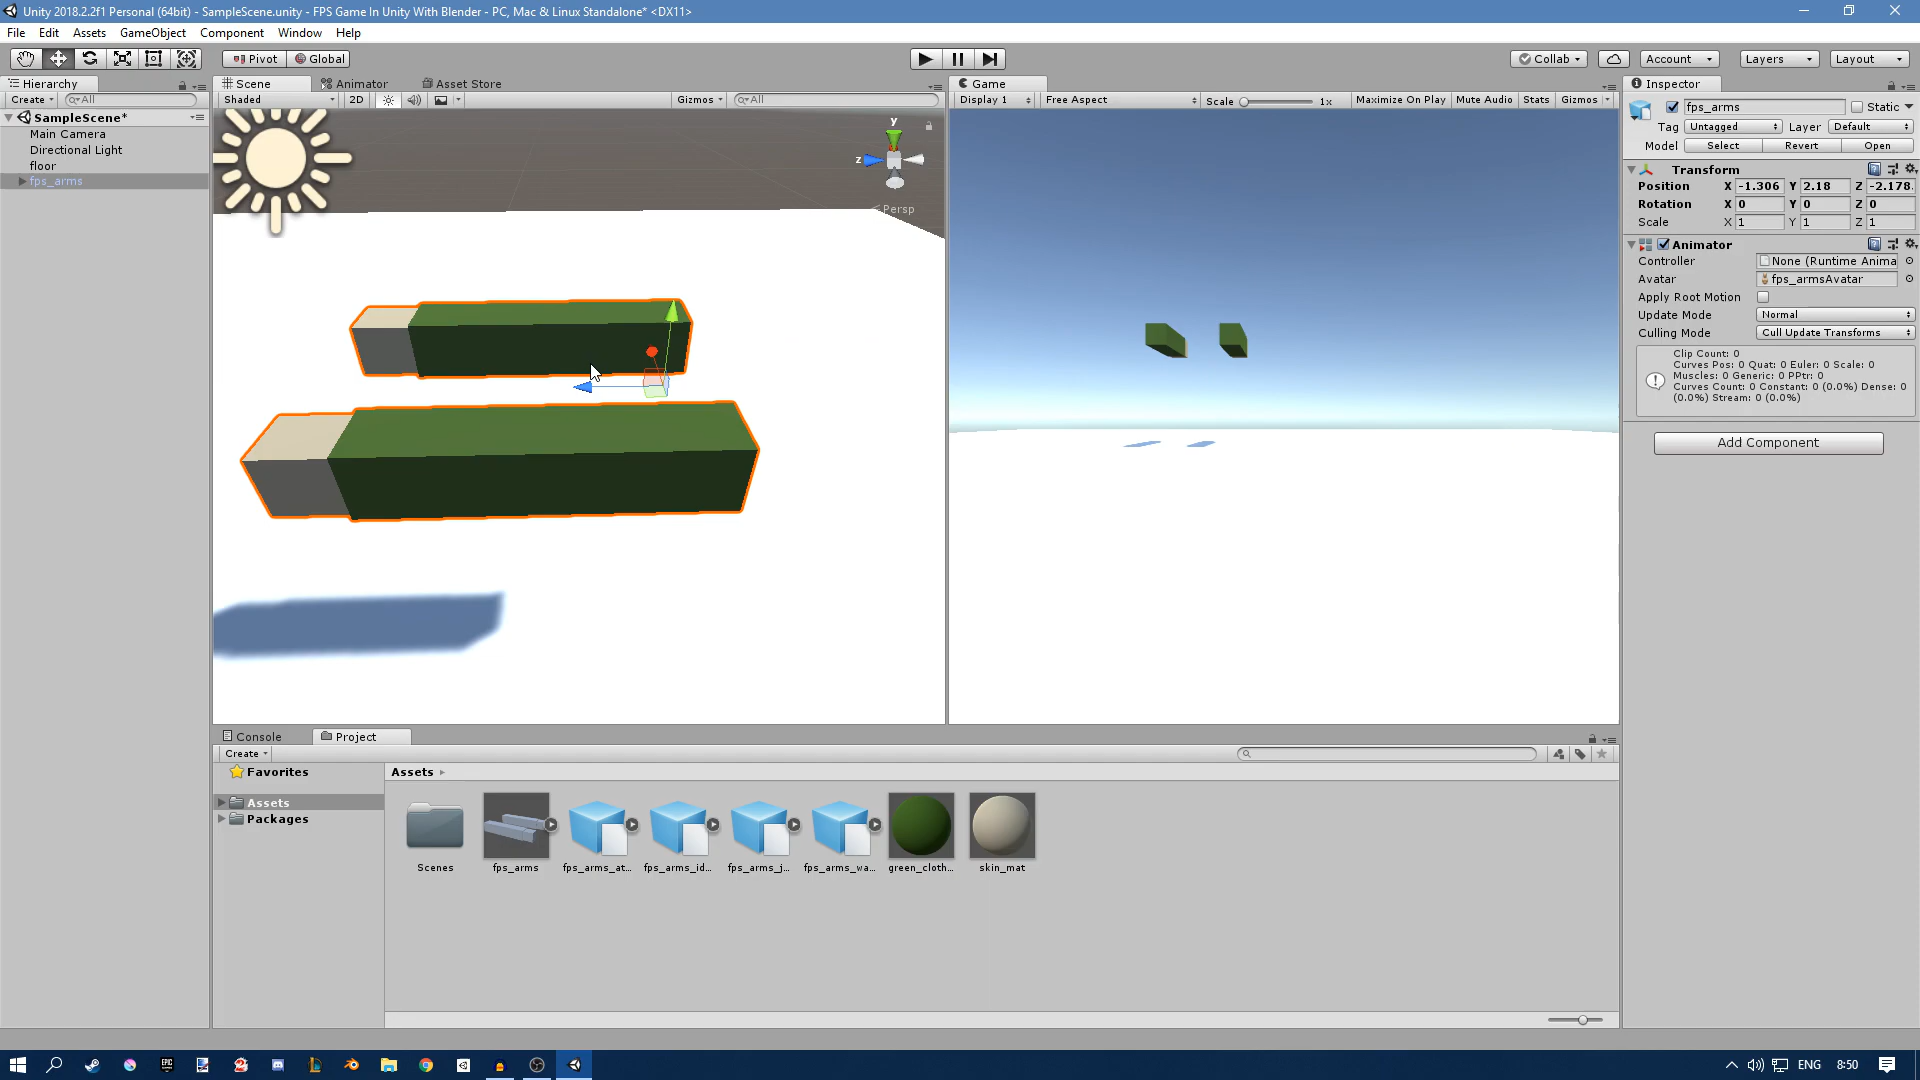 Unity 2018.2.2f1 Personal (64bit) - SampleScene.unity - FPS Game In Unity With Blender - PC, Mac & Linux Standalone* <DX11>
File Edit Assets GameObject Component Window Help
Pivot Global Collab Account Layers Layout
Hierarchy
Create All
SampleScene*
Main Camera
Directional Light
floor
fps_arms
Scene Animator Asset Store
Shaded 2D Gizmos All
y
z
Persp
Game
Display 1 Free Aspect Scale 1x Maximize On Play Mute Audio Stats Gizmos
Inspector
fps_arms Static
Tag Untagged Layer Default
Model Select Revert Open
Transform
Position X -1.306 Y 2.18 Z -2.178
Rotation X 0 Y 0 Z 0
Scale X 1 Y 1 Z 1
Animator
Controller None (Runtime Anima
Avatar fps_armsAvatar
Apply Root Motion
Update Mode Normal
Culling Mode Cull Update Transforms
Clip Count: 0
Curves Pos: 0 Quat: 0 Euler: 0 Scale: 0
Muscles: 0 Generic: 0 PPtr: 0
Curves Count: 0 Constant: 0 (0.0%) Dense: 0
(0.0%) Stream: 0 (0.0%)
Add Component
Console Project
Create
Favorites
Assets
Packages
Assets
Scenes
fps_arms
fps_arms_at...
fps_arms_id...
fps_arms_j...
fps_arms_wa...
green_cloth...
skin_mat
ENG 8:50